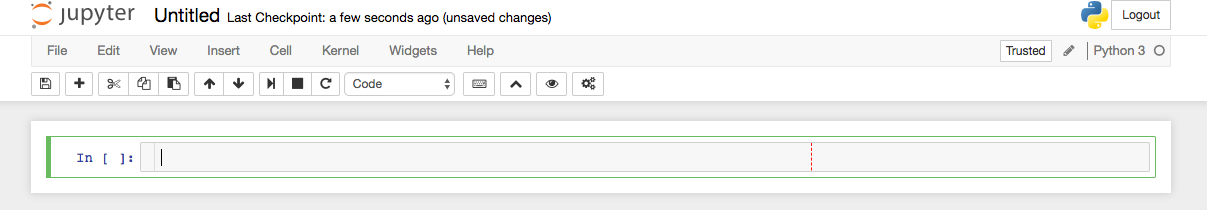 jupyter Untitled Last Checkpoint: a few seconds ago (unsaved changes) Logout
File Edit View Insert Cell Kernel Widgets Help Trusted Python 3
Code
In [ ]: